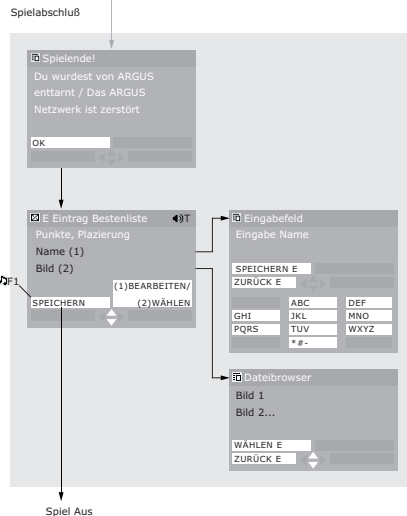 Spielabschluß
Spielende!
Du wurdest von ARGUS
enttarnt / Das ARGUS
Netzwerk ist zerstört
OK
E Eintrag Bestenliste T
Punkte, Plazierung
Name (1)
Bild (2)
F1
(1)BEARBEITEN/
SPEICHERN (2)WÄHLEN
Eingabefeld
Eingabe Name
SPEICHERN E
ZURÜCK E
ABC DEF
GHI JKL MNO
PQRS TUV WXYZ
*#-
Dateibrowser
Bild 1
Bild 2...
WÄHLEN E
ZURÜCK E
Spiel Aus